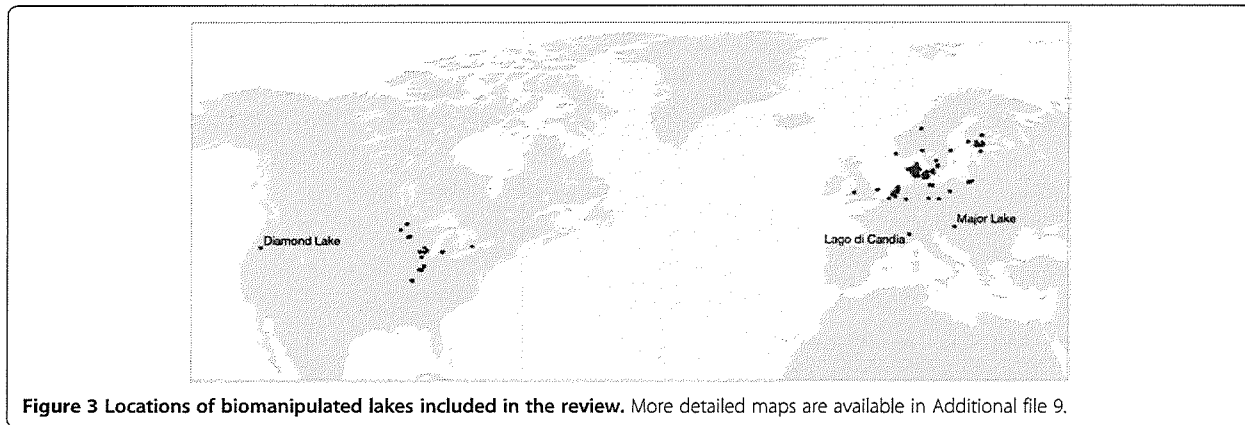 Major Lake
Diamond Lake
Lago di Candia
Figure 3 Locations of biomanipulated lakes included in the review. More detailed maps are available in Additional file 9.